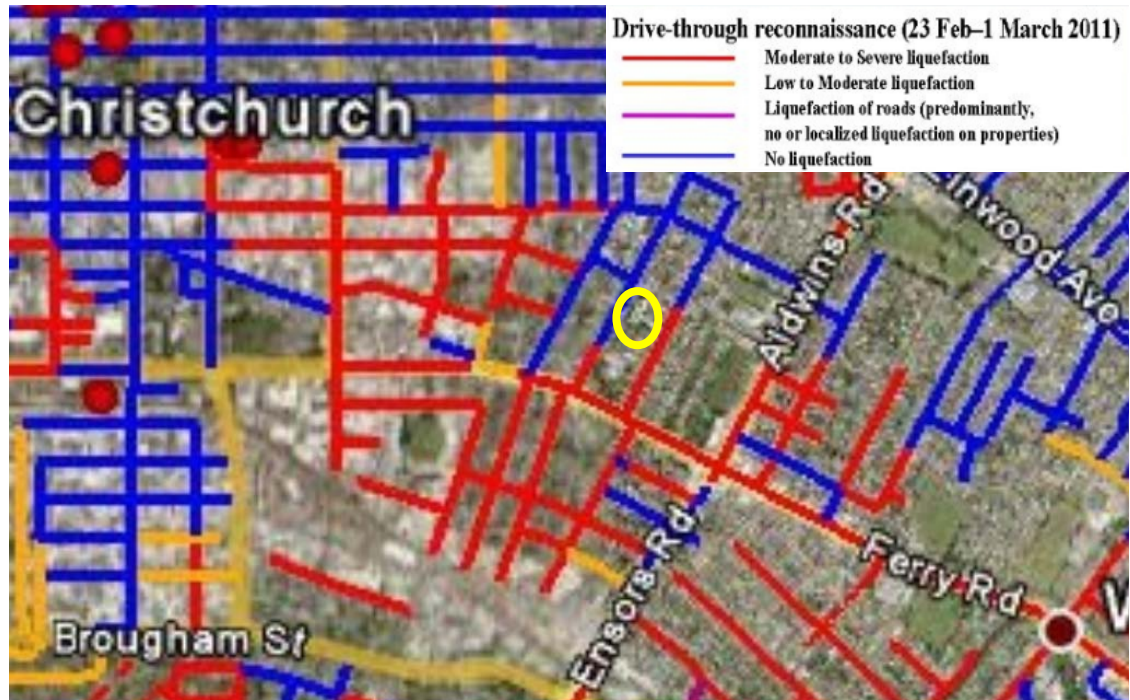 Drive-through reconnaissance (23 Feb–1 March 2011)
Moderate to Severe liquefaction
Low to Moderate liquefaction
Liquefaction of roads (predominantly,
no or localized liquefaction on properties)
No liquefaction
Christchurch
Linwood Ave
Aldwins Rd
Ferry Rd
Ensors Rd
Brougham St
W